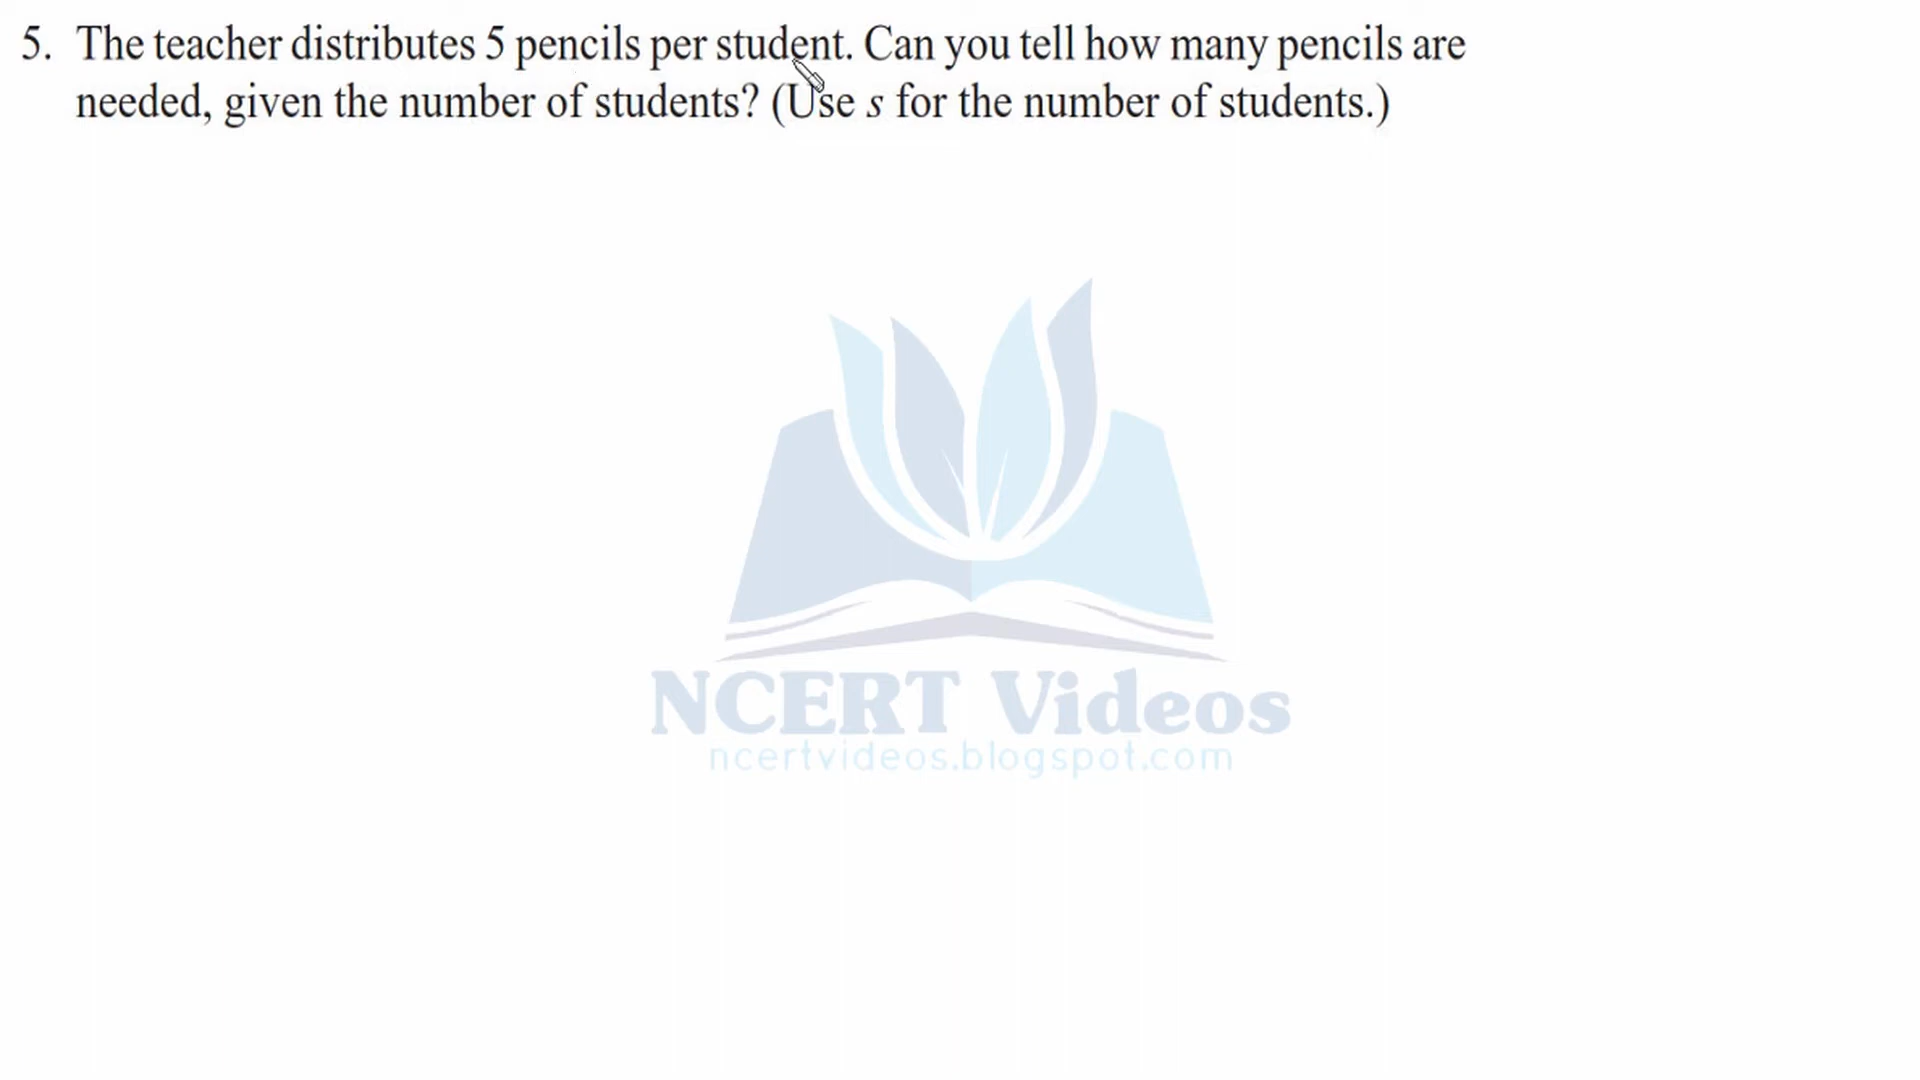 5. The teacher distributes 5 pencils per student. Can you tell how many pencils are
needed, given the number of students? (Use s for the number of students.)
NCERT Videos
ncertvideos.blogspot.com